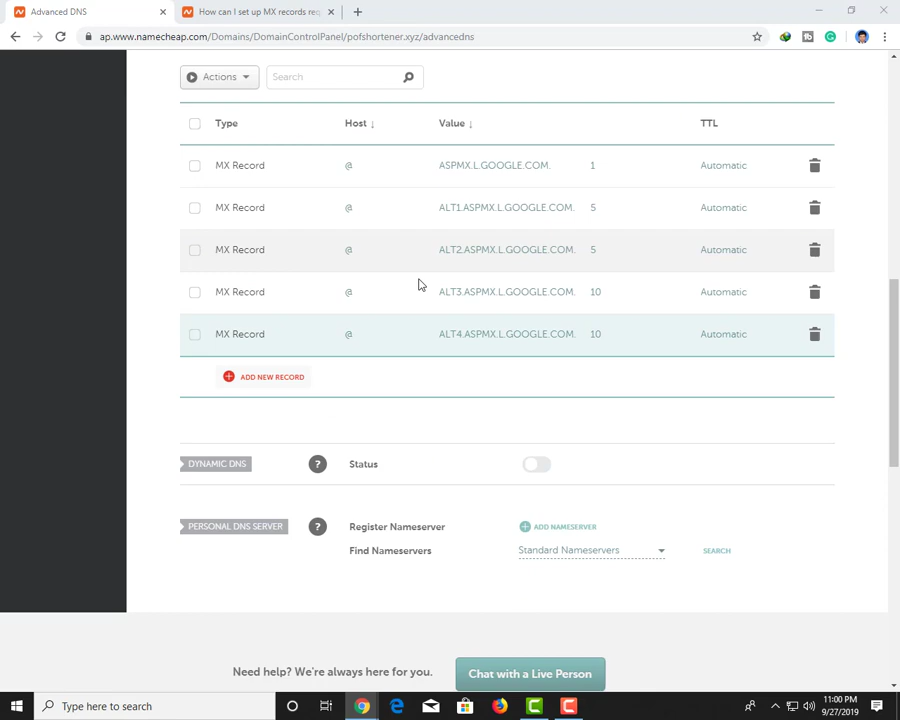 Advanced DNS
How can I set up MX records req
ap.www.namecheap.com/Domains/DomainControlPanel/pofshortener.xyz/advancedns
Actions
Search
Type Host ↓ Value ↓ TTL
MX Record @ ASPMX.L.GOOGLE.COM. 1 Automatic
MX Record @ ALT1.ASPMX.L.GOOGLE.COM. 5 Automatic
MX Record @ ALT2.ASPMX.L.GOOGLE.COM. 5 Automatic
MX Record @ ALT3.ASPMX.L.GOOGLE.COM. 10 Automatic
MX Record @ ALT4.ASPMX.L.GOOGLE.COM. 10 Automatic
ADD NEW RECORD
DYNAMIC DNS ? Status
PERSONAL DNS SERVER ? Register Nameserver ADD NAMESERVER
Find Nameservers Standard Nameservers SEARCH
Need help? We're always here for you. Chat with a Live Person
Type here to search
11:00 PM
9/27/2019